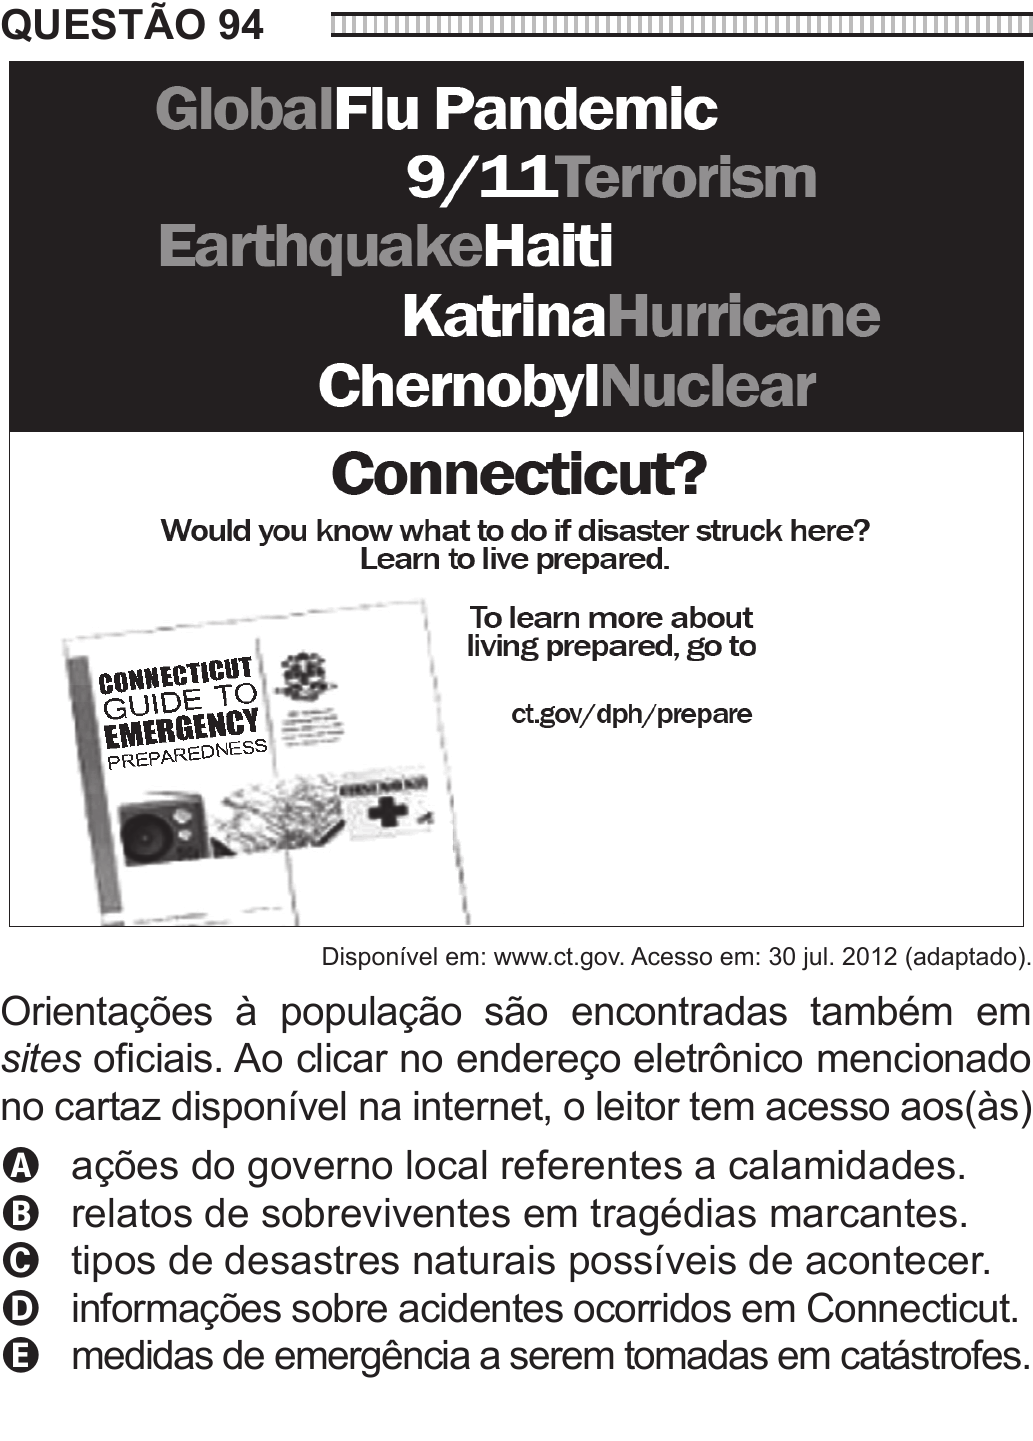 QUESTÃO 94
GlobalFlu Pandemic
9/11Terrorism
EarthquakeHaiti
KatrinaHurricane
ChernobylNuclear
Connecticut?
Would you know what to do if disaster struck here?
Learn to live prepared.
To learn more about
living prepared, go to
ct.gov/dph/prepare
CONNECTICUT
GUIDE TO
EMERGENCY
PREPAREDNESS
Disponível em: www.ct.gov. Acesso em: 30 jul. 2012 (adaptado).
Orientações à população são encontradas também em
sites oficiais. Ao clicar no endereço eletrônico mencionado
no cartaz disponível na internet, o leitor tem acesso aos(às)
A ações do governo local referentes a calamidades.
B relatos de sobreviventes em tragédias marcantes.
C tipos de desastres naturais possíveis de acontecer.
D informações sobre acidentes ocorridos em Connecticut.
E medidas de emergência a serem tomadas em catástrofes.